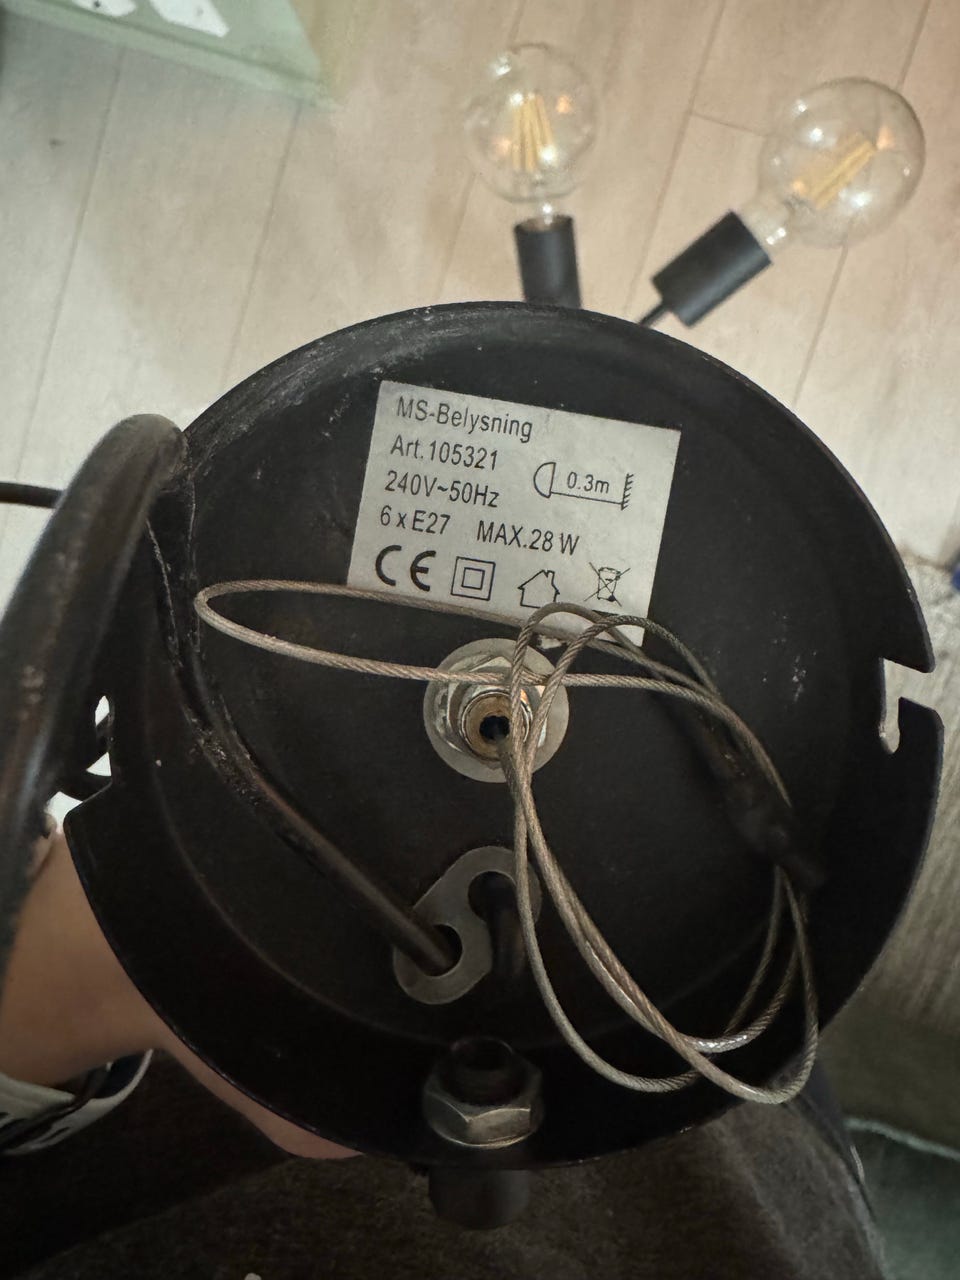 MS-Belysning
Art.105321
0.3m
240V~50Hz
6 x E27 MAX.28 W
CE